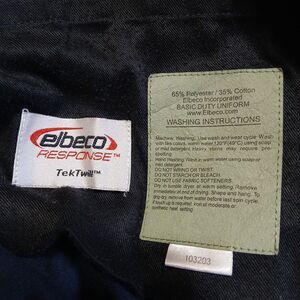 elbeco
RESPONSE™
TekTwill™
65% Polyester / 35% Cotton
Elbeco Incorporated
BASIC DUTY UNIFORM
www.Elbeco.com
WASHING INSTRUCTIONS
Machine Washing: Use wash and wear cycle. Wash
with like colors, warm water 120°F(49°C) using soap
or mild detergent. Heavy stains may require pre-
spotting.
Hand Washing: Wash in warm water using soap or
mild detergent.
DO NOT WRING OR TWIST.
DO NOT STARCH OR BLEACH
DO NOT USE FABRIC SOFTENERS.
Dry in tumble dryer at warm setting. Remove
immediately at end of drying. Shape and hang. To
drip-dry remove from washer before last spin cycle.
If touch up is required, iron at moderate or
synthetic heat setting.
103203